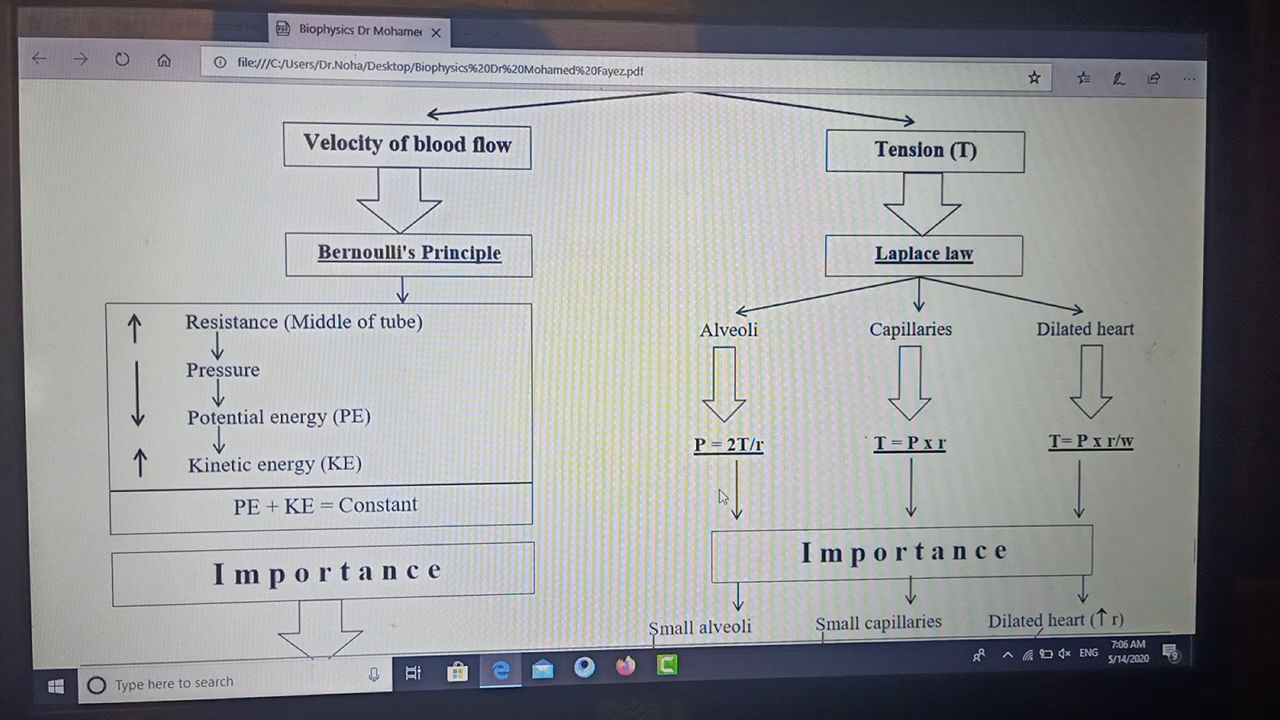 Biophysics Dr Mohamed
file:///C:/Users/Dr.Noha/Desktop/Biophysics%20Dr%20Mohamed%20Fayez.pdf
Velocity of blood flow
Bernoulli's Principle
↑ Resistance (Middle of tube)
↓ Pressure
Potential energy (PE)
↑ Kinetic energy (KE)
PE + KE = Constant
Importance
Tension (T)
Laplace law
Alveoli Capillaries Dilated heart
P = 2T/r T = P x r T= P x r/w
Importance
Small alveoli Small capillaries Dilated heart (↑ r)
Type here to search
ENG
7:06 AM
5/14/2020
9